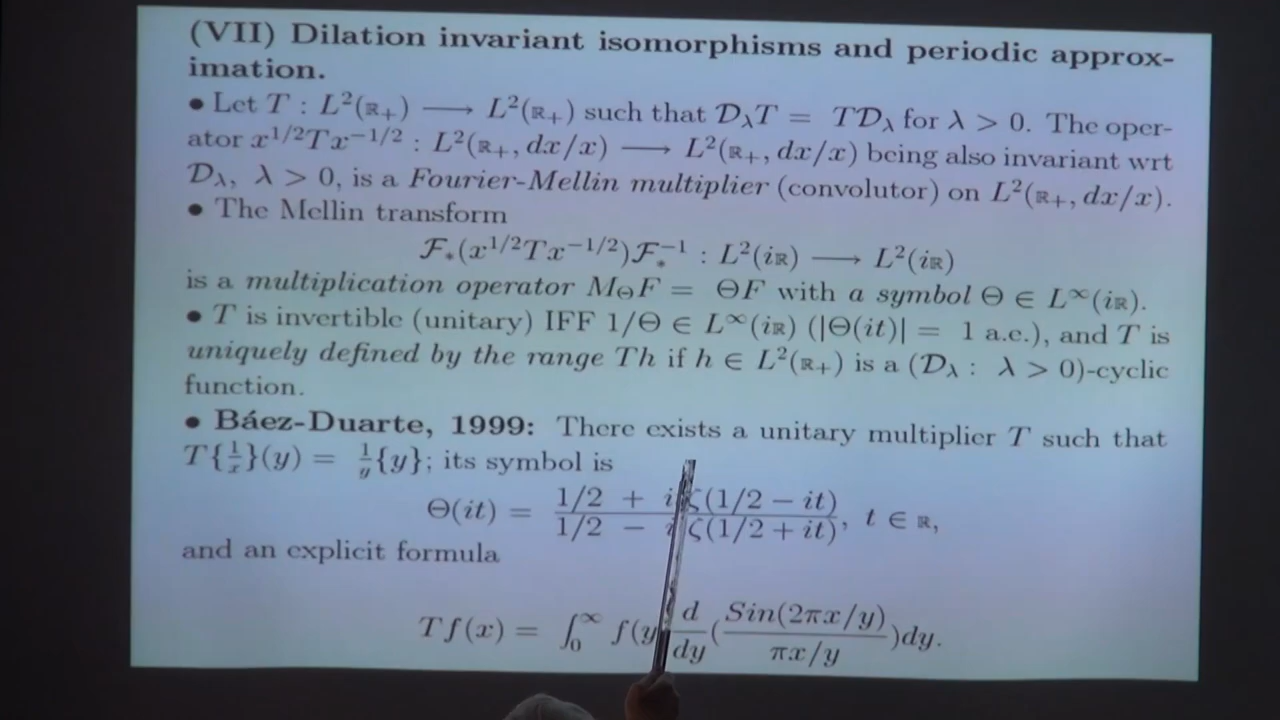 (VII) Dilation invariant isomorphisms and periodic approx-
imation.
• Let T : L²(ℝ₊) ⟶ L²(ℝ₊) such that 𝒟_λT = T𝒟_λ for λ > 0. The oper-
ator x^{1/2}Tx^{−1/2} : L²(ℝ₊, dx/x) ⟶ L²(ℝ₊, dx/x) being also invariant wrt
𝒟_λ, λ > 0, is a Fourier-Mellin multiplier (convolutor) on L²(ℝ₊, dx/x).
• The Mellin transform
ℱ_*(x^{1/2}Tx^{−1/2})ℱ_*^{−1} : L²(iℝ) ⟶ L²(iℝ)
is a multiplication operator M_ΘF = ΘF with a symbol Θ ∈ L^∞(iℝ).
• T is invertible (unitary) IFF 1/Θ ∈ L^∞(iℝ) (|Θ(it)| = 1 a.e.), and T is
uniquely defined by the range Th if h ∈ L²(ℝ₊) is a (𝒟_λ : λ > 0)-cyclic
function.
• Báez-Duarte, 1999: There exists a unitary multiplier T such that
T{1/x}(y) = 1/y{y}; its symbol is
Θ(it) = (1/2 + i ζ(1/2 − it))/(1/2 − ζ(1/2 + it)), t ∈ ℝ,
and an explicit formula
Tf(x) = ∫₀^∞ f(y d/dy(Sin(2πx/y)/(πx/y))dy.